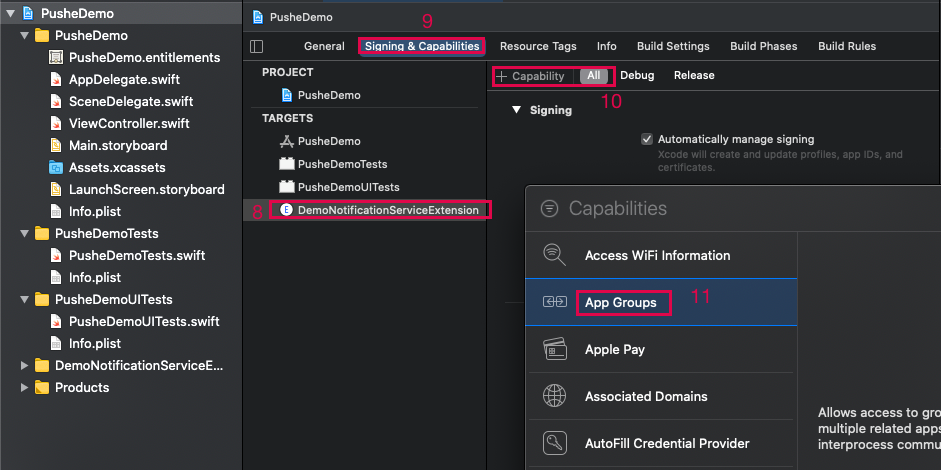 PusheDemo
PusheDemo
PusheDemo.entitlements
AppDelegate.swift
SceneDelegate.swift
ViewController.swift
Main.storyboard
Assets.xcassets
LaunchScreen.storyboard
Info.plist
PusheDemoTests
PusheDemoTests.swift
Info.plist
PusheDemoUITests
PusheDemoUITests.swift
Info.plist
DemoNotificationServiceE...
Products
PusheDemo
9
General Signing & Capabilities Resource Tags Info Build Settings Build Phases Build Rules
PROJECT
PusheDemo
TARGETS
PusheDemo
PusheDemoTests
PusheDemoUITests
8 E DemoNotificationServiceExtension
+ Capability All Debug Release
10
Signing
Automatically manage signing
Xcode will create and update profiles, app IDs, and
certificates.
Capabilities
Access WiFi Information
App Groups 11
Apple Pay
Associated Domains
AutoFill Credential Provider
Allows access to gro
multiple related apps
interprocess commu